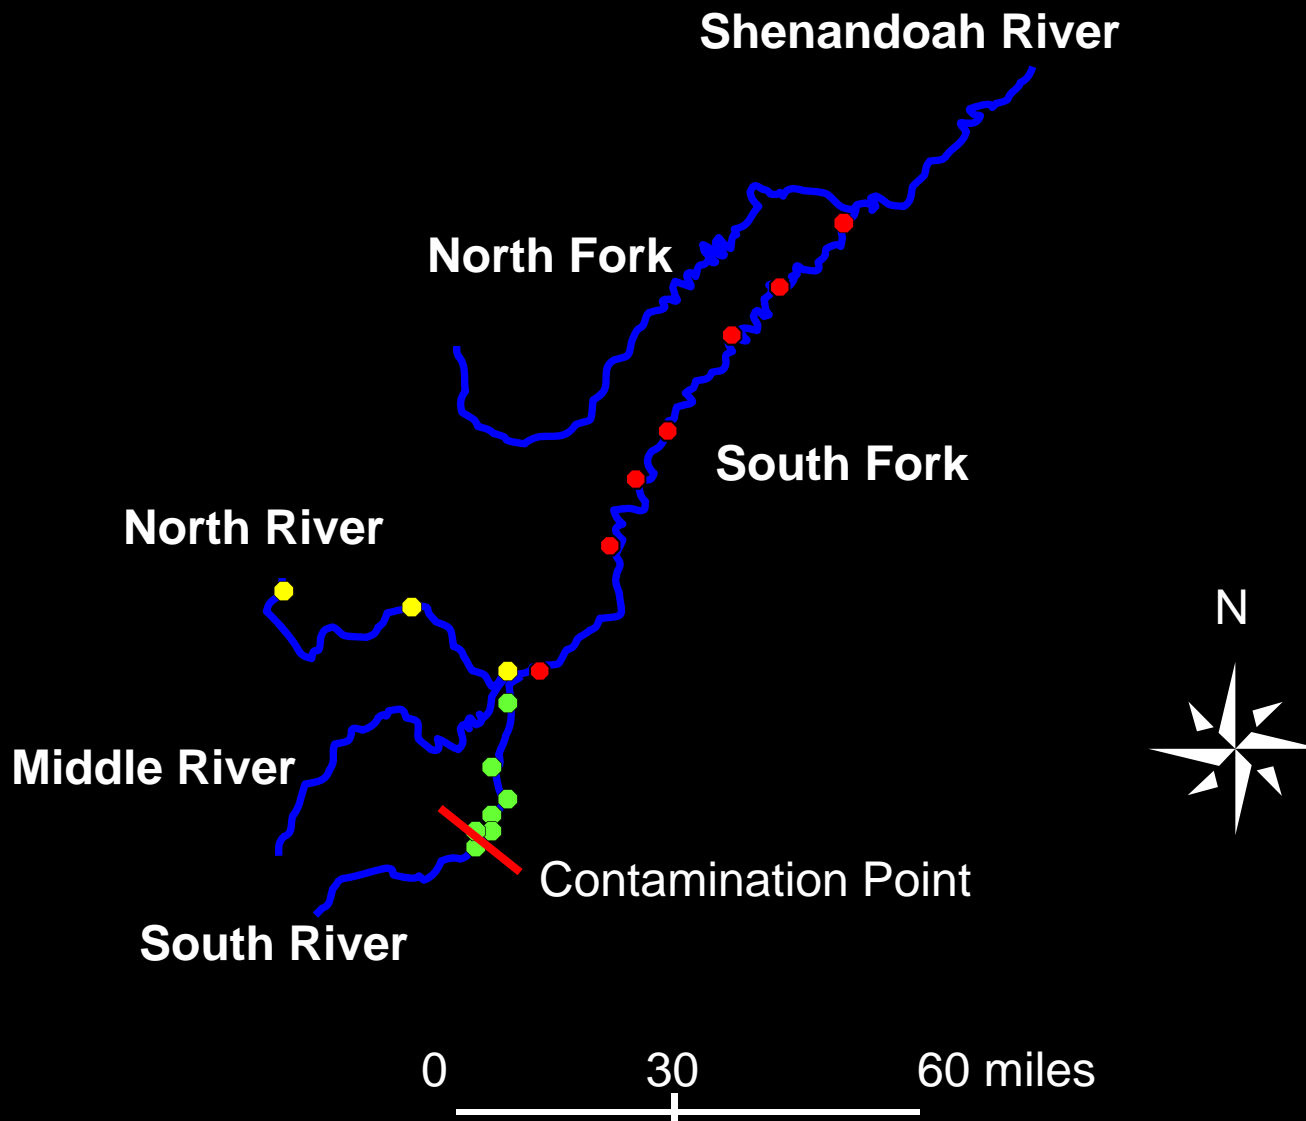 Shenandoah River
North Fork
South Fork
North River
N
Middle River
Contamination Point
South River
0 30 60 miles